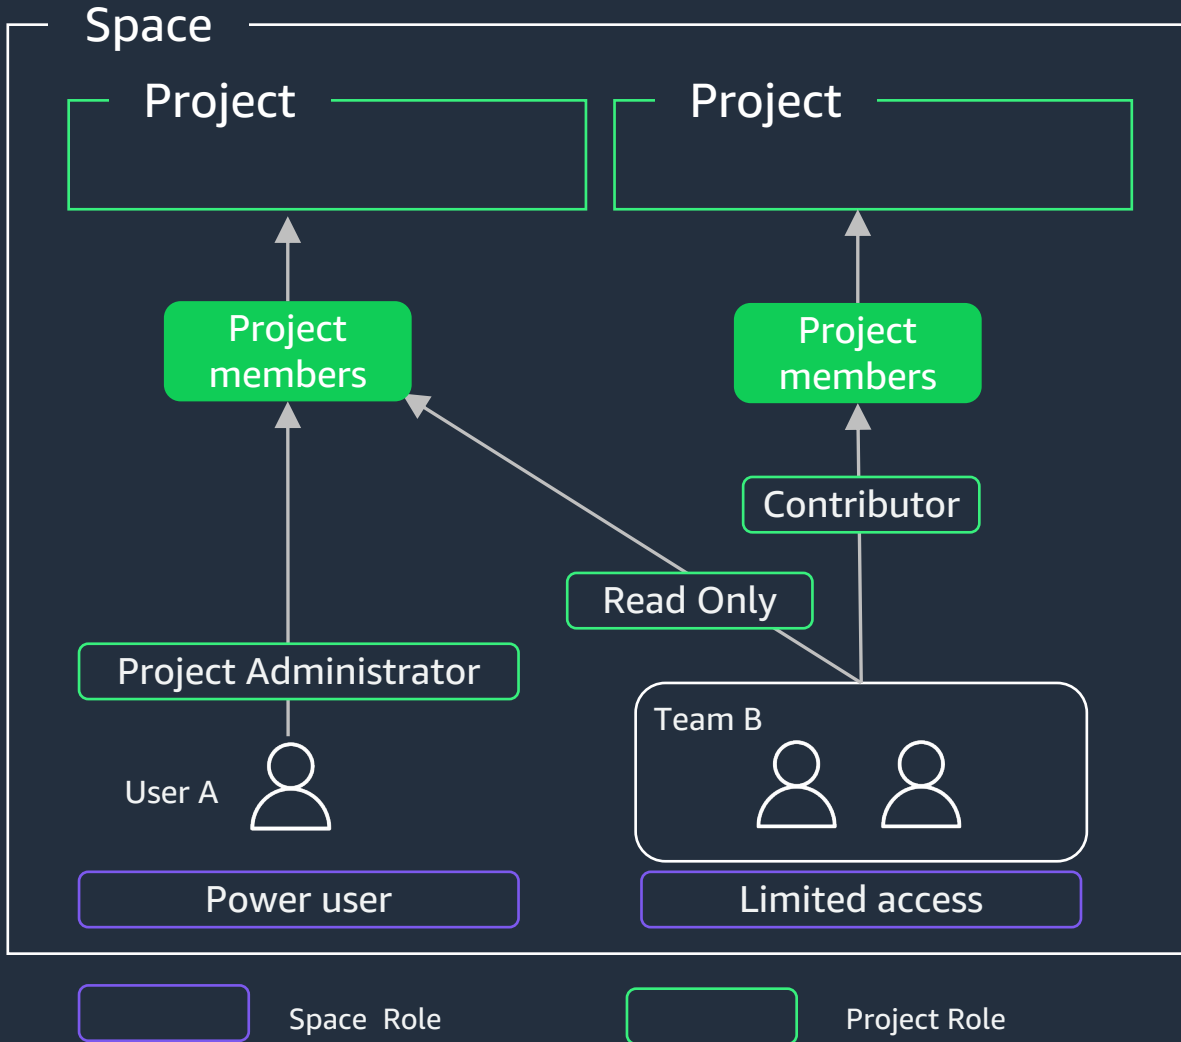 Space
Project
Project
Project
members
Project
members
Contributor
Read Only
Project Administrator
Team B
User A
Power user
Limited access
Space Role
Project Role